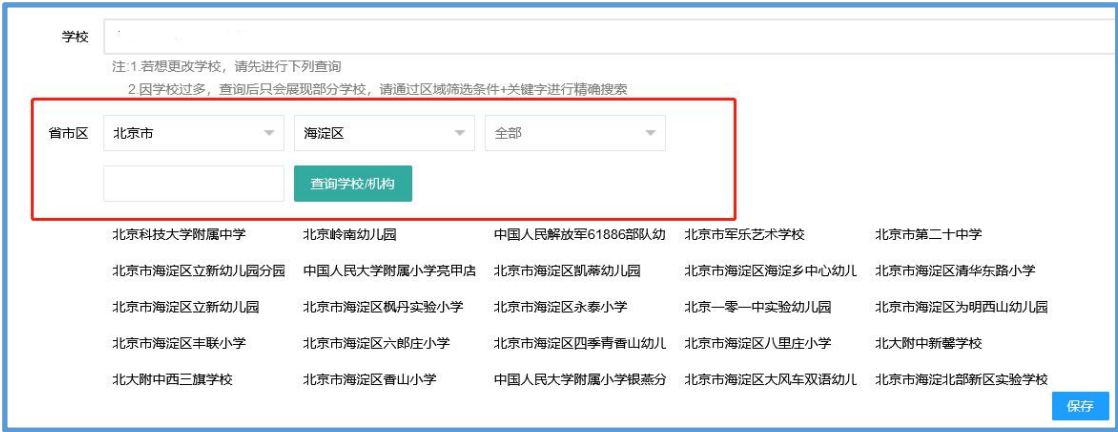 学校
注:1.若想更改学校，请先进行下列查询
2.因学校过多，查询后只会展现部分学校，请通过区域筛选条件+关键字进行精确搜索
省市区 北京市 海淀区 全部
查询学校/机构
北京科技大学附属中学 北京岭南幼儿园 中国人民解放军61886部队幼 北京市军乐艺术学校 北京市第二十中学
北京市海淀区立新幼儿园分园 中国人民大学附属小学亮甲店 北京市海淀区凯蒂幼儿园 北京市海淀区海淀乡中心幼儿 北京市海淀区清华东路小学
北京市海淀区立新幼儿园 北京市海淀区枫丹实验小学 北京市海淀区永泰小学 北京一零一中实验幼儿园 北京市海淀区为明西山幼儿园
北京市海淀区丰联小学 北京市海淀区六郎庄小学 北京市海淀区四季青香山幼儿 北京市海淀区八里庄小学 北大附中新馨学校
北大附中西三旗学校 北京市海淀区香山小学 中国人民大学附属小学银燕分 北京市海淀区大风车双语幼儿 北京市海淀北部新区实验学校
保存